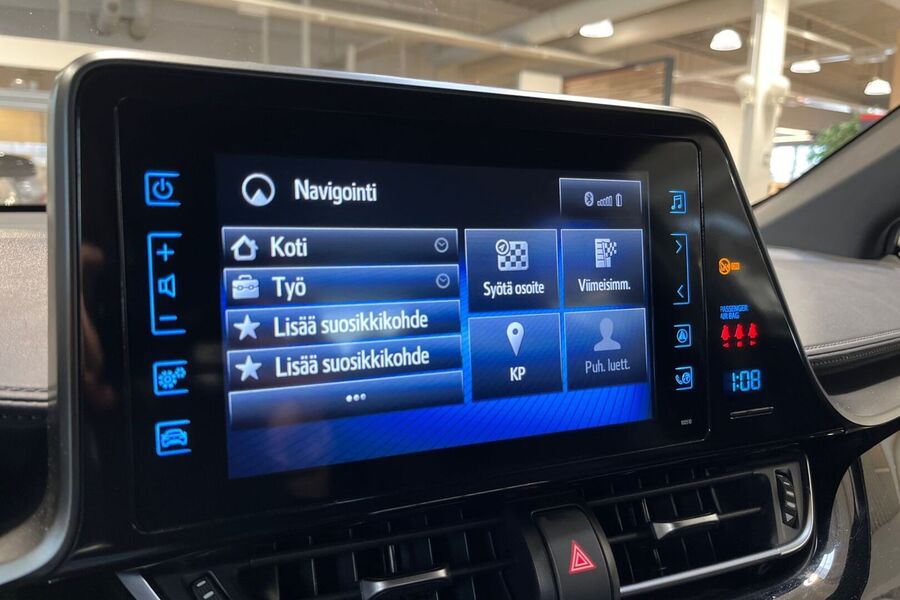 Navigointi
Koti
Työ
Lisää suosikkikohde
Lisää suosikkikohde
Syötä osoite
Viimeisimm.
KP
Puh. luett.
PASSENGER
AIR BAG
1:08